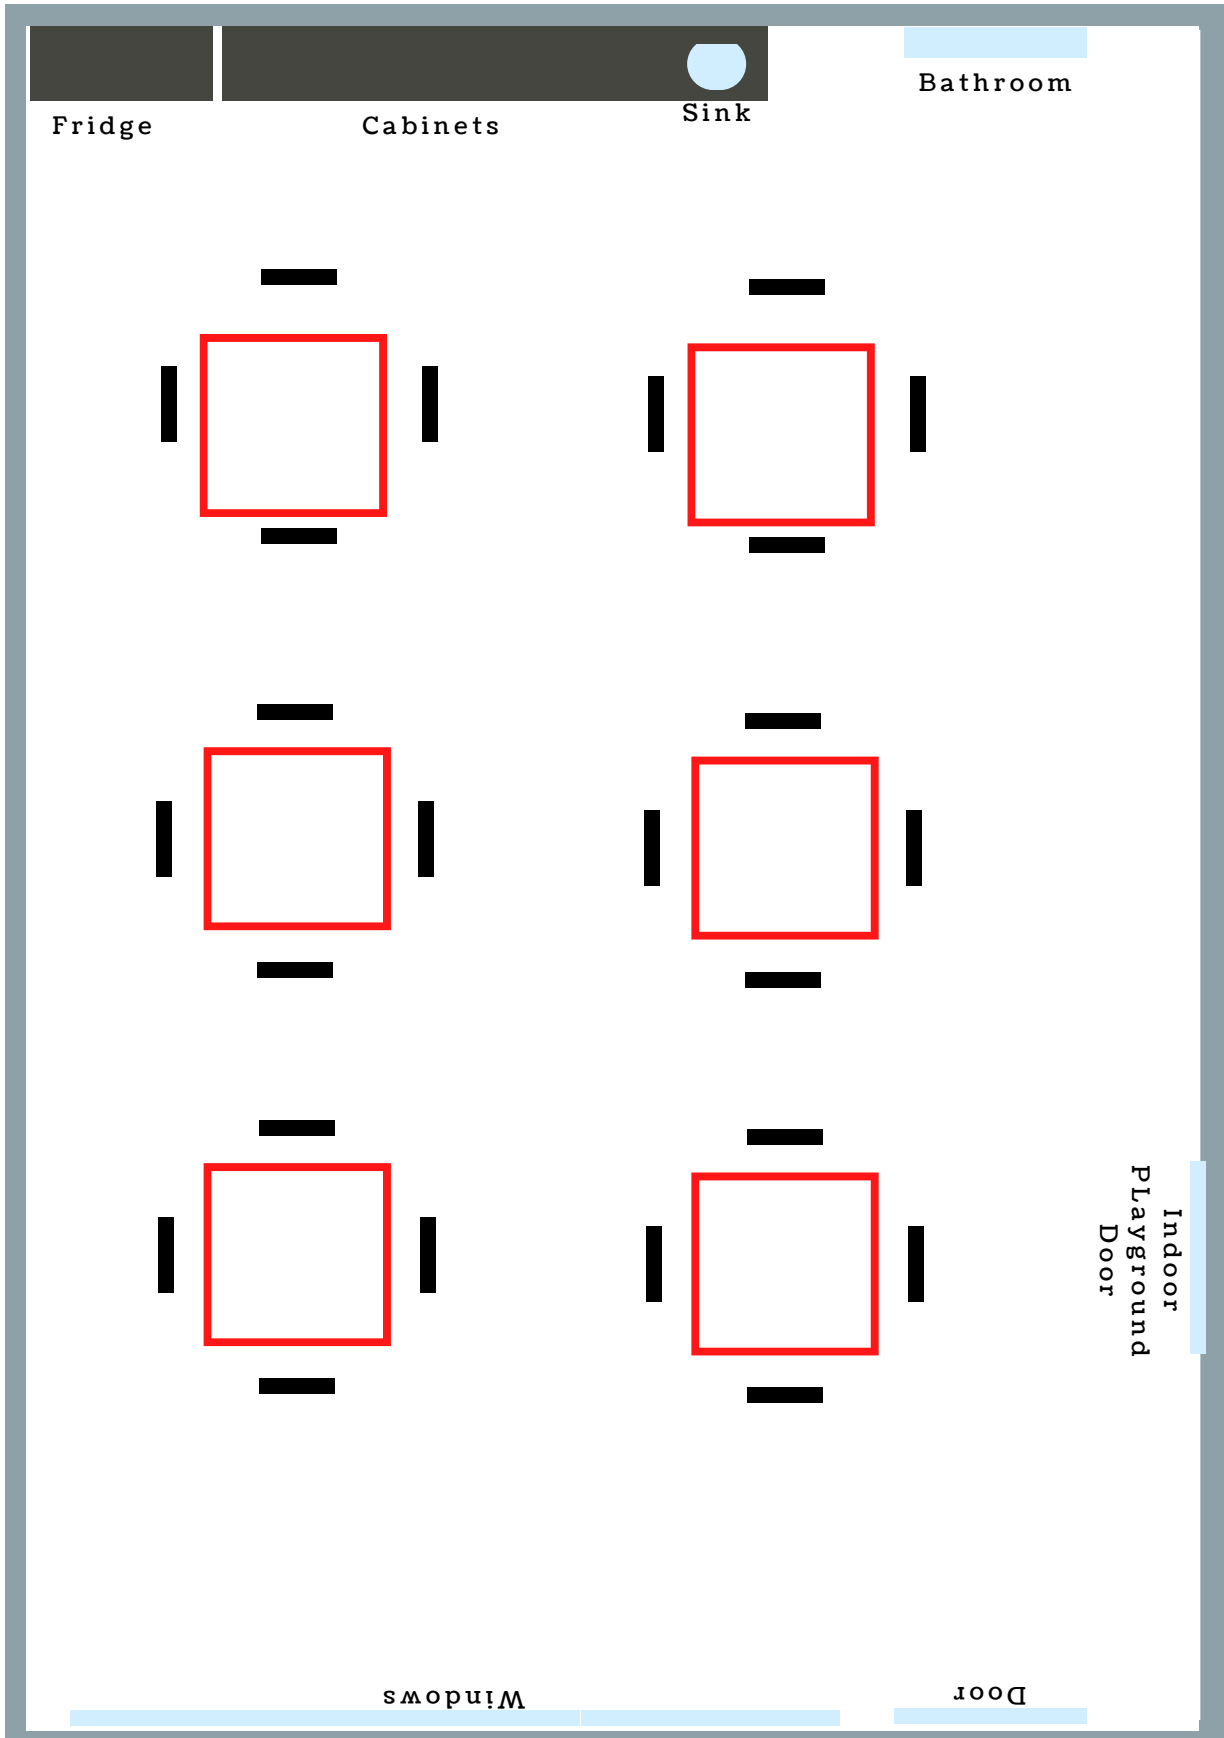 Fridge
Cabinets
Sink
Bathroom
Indoor
PLayground
Door
Windows
Door